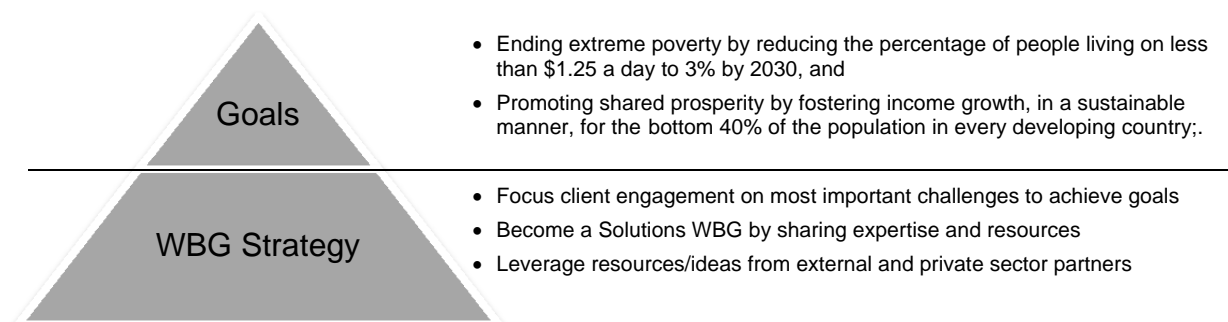 Goals
• Ending extreme poverty by reducing the percentage of people living on less
than $1.25 a day to 3% by 2030, and
• Promoting shared prosperity by fostering income growth, in a sustainable
manner, for the bottom 40% of the population in every developing country;.
WBG Strategy
• Focus client engagement on most important challenges to achieve goals
• Become a Solutions WBG by sharing expertise and resources
• Leverage resources/ideas from external and private sector partners